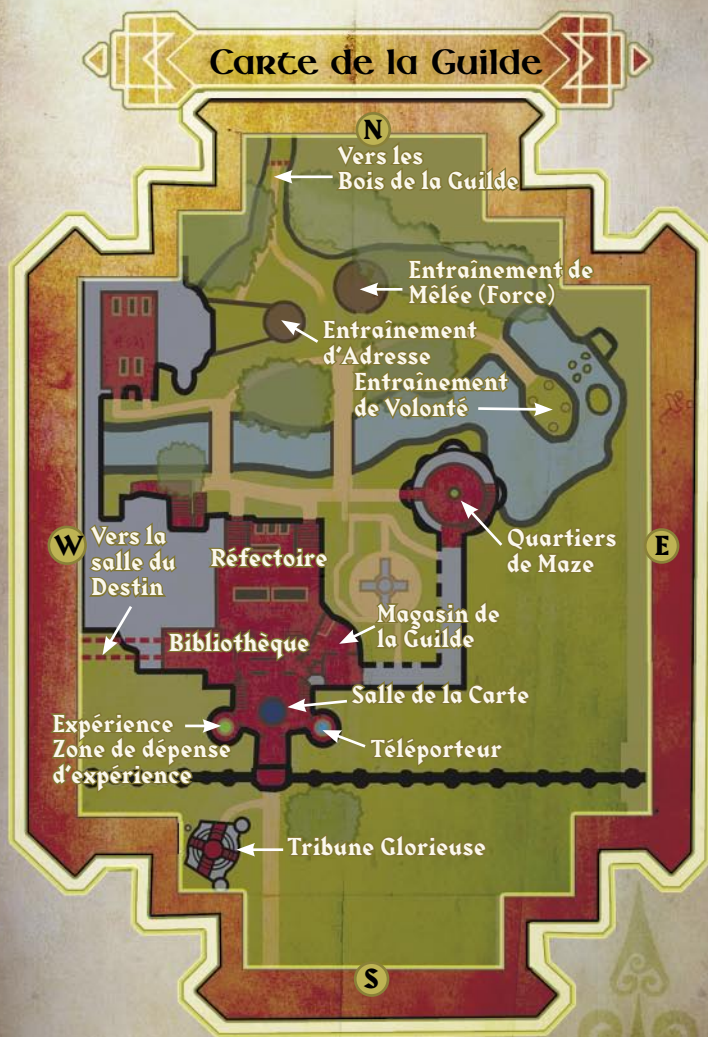 Carte de la Guilde
N
Vers les
Bois de la Guilde
Entraînement de
Mêlée (Force)
Entraînement
d'Adresse
Entraînement
de Volonté
W
Vers la
salle du
Destin
Réfectoire
Quartiers
de Maze
E
Magasin de
la Guilde
Bibliothèque
Salle de la Carte
Expérience
Zone de dépense
d'expérience
Téléporteur
Tribune Glorieuse
S